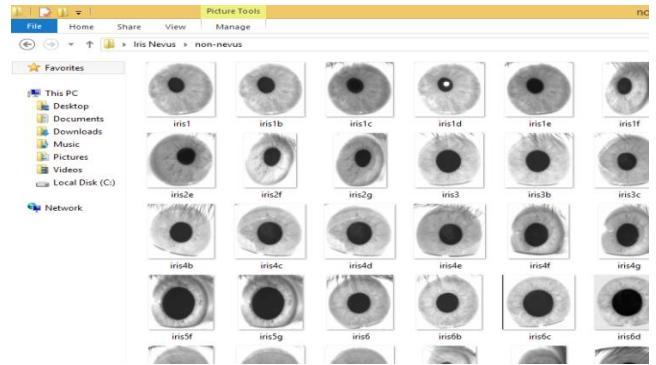 Picture Tools
no
File Home Share View Manage
Iris Nevus non-nevus
Favorites
This PC
Desktop
Documents
Downloads
Music
Pictures
Videos
Local Disk (C:)
Network
iris1 iris1b iris1c iris1d iris1e iris1f
iris2e iris2f iris2g iris3 iris3b iris3c
iris4b iris4c iris4d iris4e iris4f iris4g
iris5f iris5g iris6 iris6b iris6c iris6d